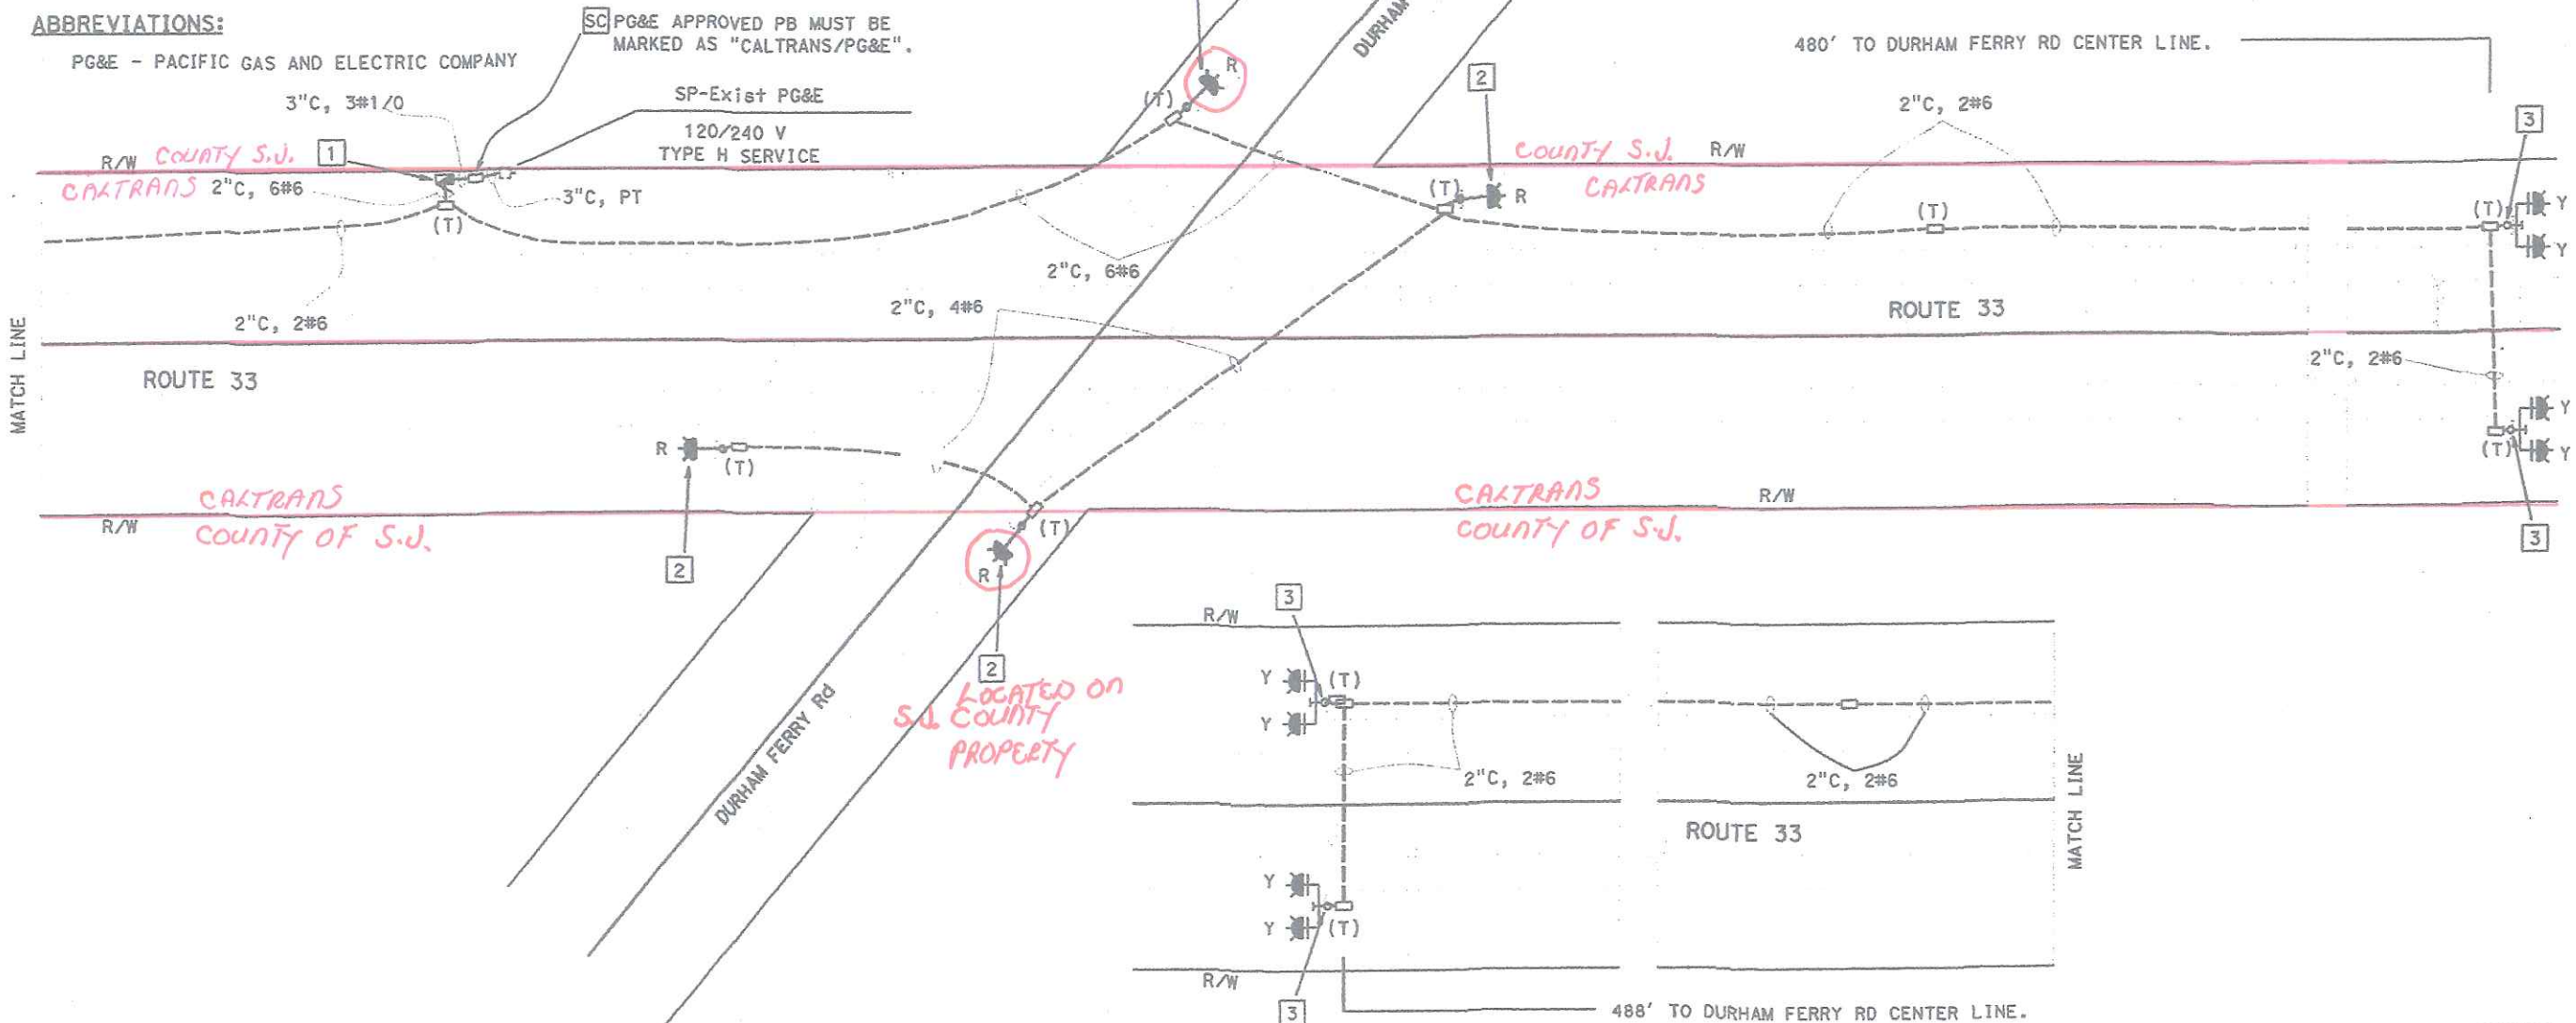 ABBREVIATIONS:
PG&E - PACIFIC GAS AND ELECTRIC COMPANY
SC PG&E APPROVED PB MUST BE
MARKED AS "CALTRANS/PG&E".
DURHAM
480' TO DURHAM FERRY RD CENTER LINE.
3"C, 3#1/0
SP-Exist PG&E
120/240 V
TYPE H SERVICE
R
(T)
2
2"C, 2#6
3
R/W
COUNTY S.J.
1
COUNTY S.J.
R/W
CALTRANS
2"C, 6#6
3"C, PT
CALTRANS
(T)
(T)
R
(T)
(T)
Y
Y
2"C, 6#6
2"C, 4#6
ROUTE 33
2"C, 2#6
MATCH LINE
ROUTE 33
2"C, 2#6
R
(T)
Y
(T)
Y
CALTRANS
R/W
COUNTY OF S.J.
CALTRANS
R/W
COUNTY OF S.J.
(T)
R
2
3
2
LOCATED ON
S.J. COUNTY
PROPERTY
DURHAM FERRY Rd
R/W
3
Y
(T)
Y
2"C, 2#6
2"C, 2#6
ROUTE 33
MATCH LINE
Y
Y
(T)
R/W
3
488' TO DURHAM FERRY RD CENTER LINE.